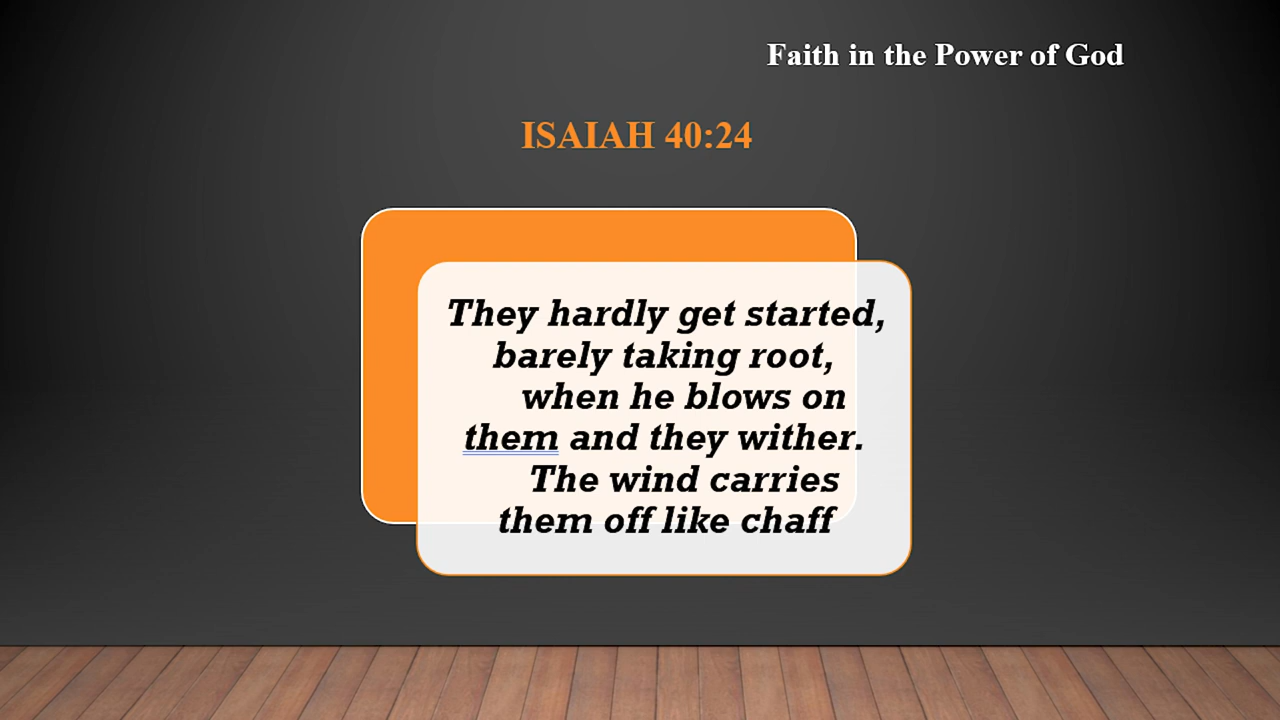 Faith in the Power of God
ISAIAH 40:24
They hardly get started,
barely taking root,
when he blows on
them and they wither.
The wind carries
them off like chaff